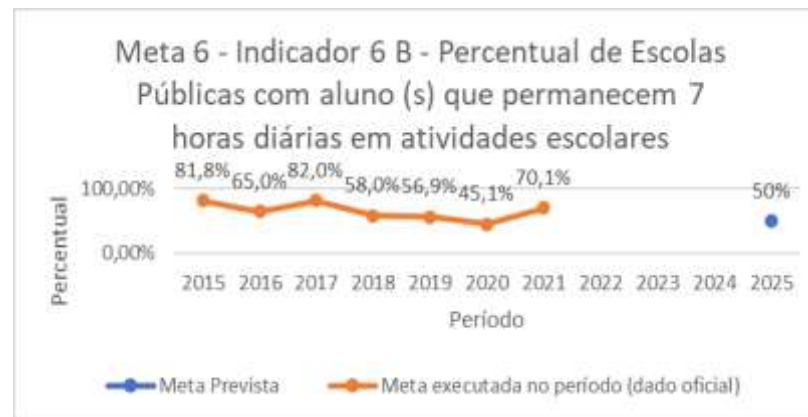 Meta 6 - Indicador 6 B - Percentual de Escolas
Públicas com aluno (s) que permanecem 7
horas diárias em atividades escolares
81,8% 65,0% 82,0% 58,0% 56,9% 45,1% 70,1% 50%
100,00%
0,00%
Percentual
2015 2016 2017 2018 2019 2020 2021 2022 2023 2024 2025
Período
Meta Prevista Meta executada no período (dado oficial)